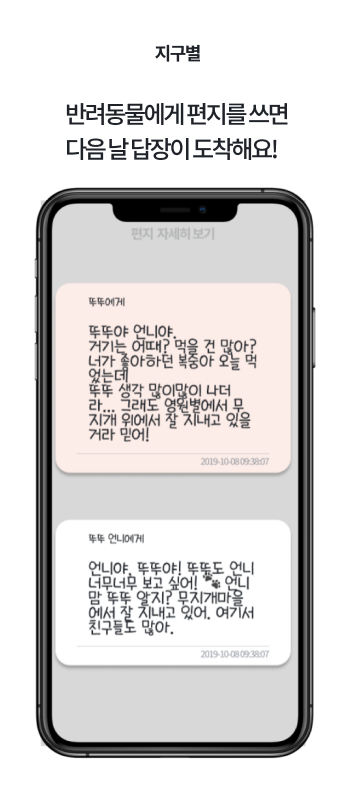 지구별
반려동물에게 편지를 쓰면
다음 날 답장이 도착해요!
편지 자세히 보기
뚜뚜에게
뚜뚜야 언니야.
거기는 어때? 먹을 건 많아?
너가 좋아하던 복숭아 오늘 먹
었는데
뚜뚜 생각 많이많이 나더
라... 그래도 영원별에서 무
지개 위에서 잘 지내고 있을
거라 믿어!
2019-10-08 09:38:07
뚜뚜 언니에게
언니야, 뚜뚜야! 뚜뚜도 언니
너무너무 보고 싶어! 🐾 언니
맘 뚜뚜 알지? 무지개마을
에서 잘 지내고 있어. 여기서
친구들도 많아.
2019-10-08 09:38:07